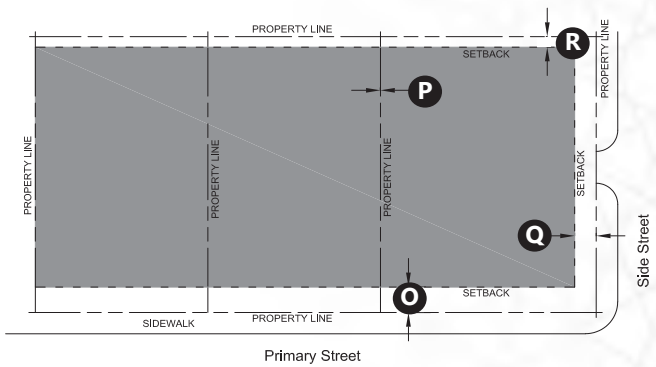 PROPERTY LINE
R
SETBACK
PROPERTY LINE
P
PROPERTY LINE
PROPERTY LINE
PROPERTY LINE
SETBACK
Q
Side Street
O
SETBACK
SIDEWALK
PROPERTY LINE
Primary Street